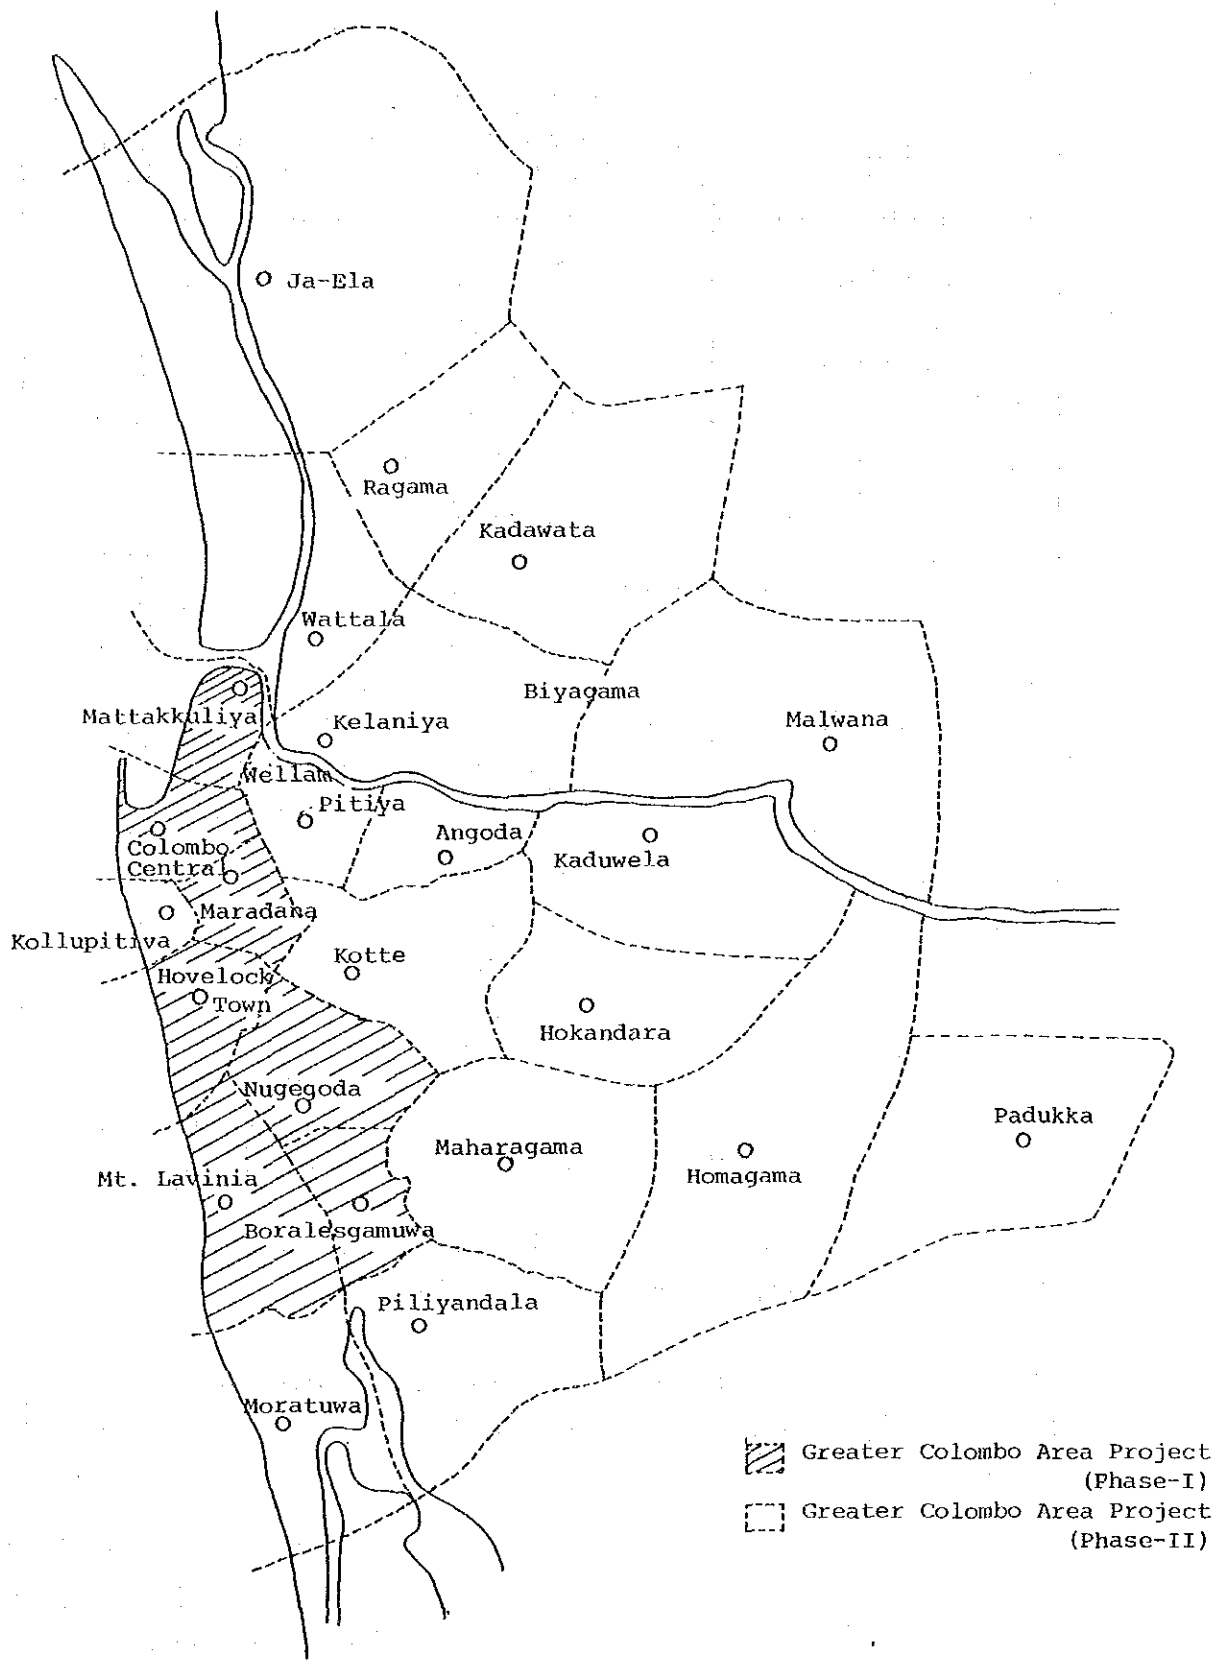 Ja-Ela
Ragama
Kadawata
Wattala
Biyagama
Mattakkuliya
Kelaniya
Malwana
Wellam
Pitiya
Angoda
Kaduwela
Colombo
Central
Maradana
Kollupitiya
Kotte
Hovelock
Town
Hokandara
Nugegoda
Padukka
Maharagama
Homagama
Mt. Lavinia
Boralesgamuwa
Piliyandala
Moratuwa
Greater Colombo Area Project
(Phase-I)
Greater Colombo Area Project
(Phase-II)